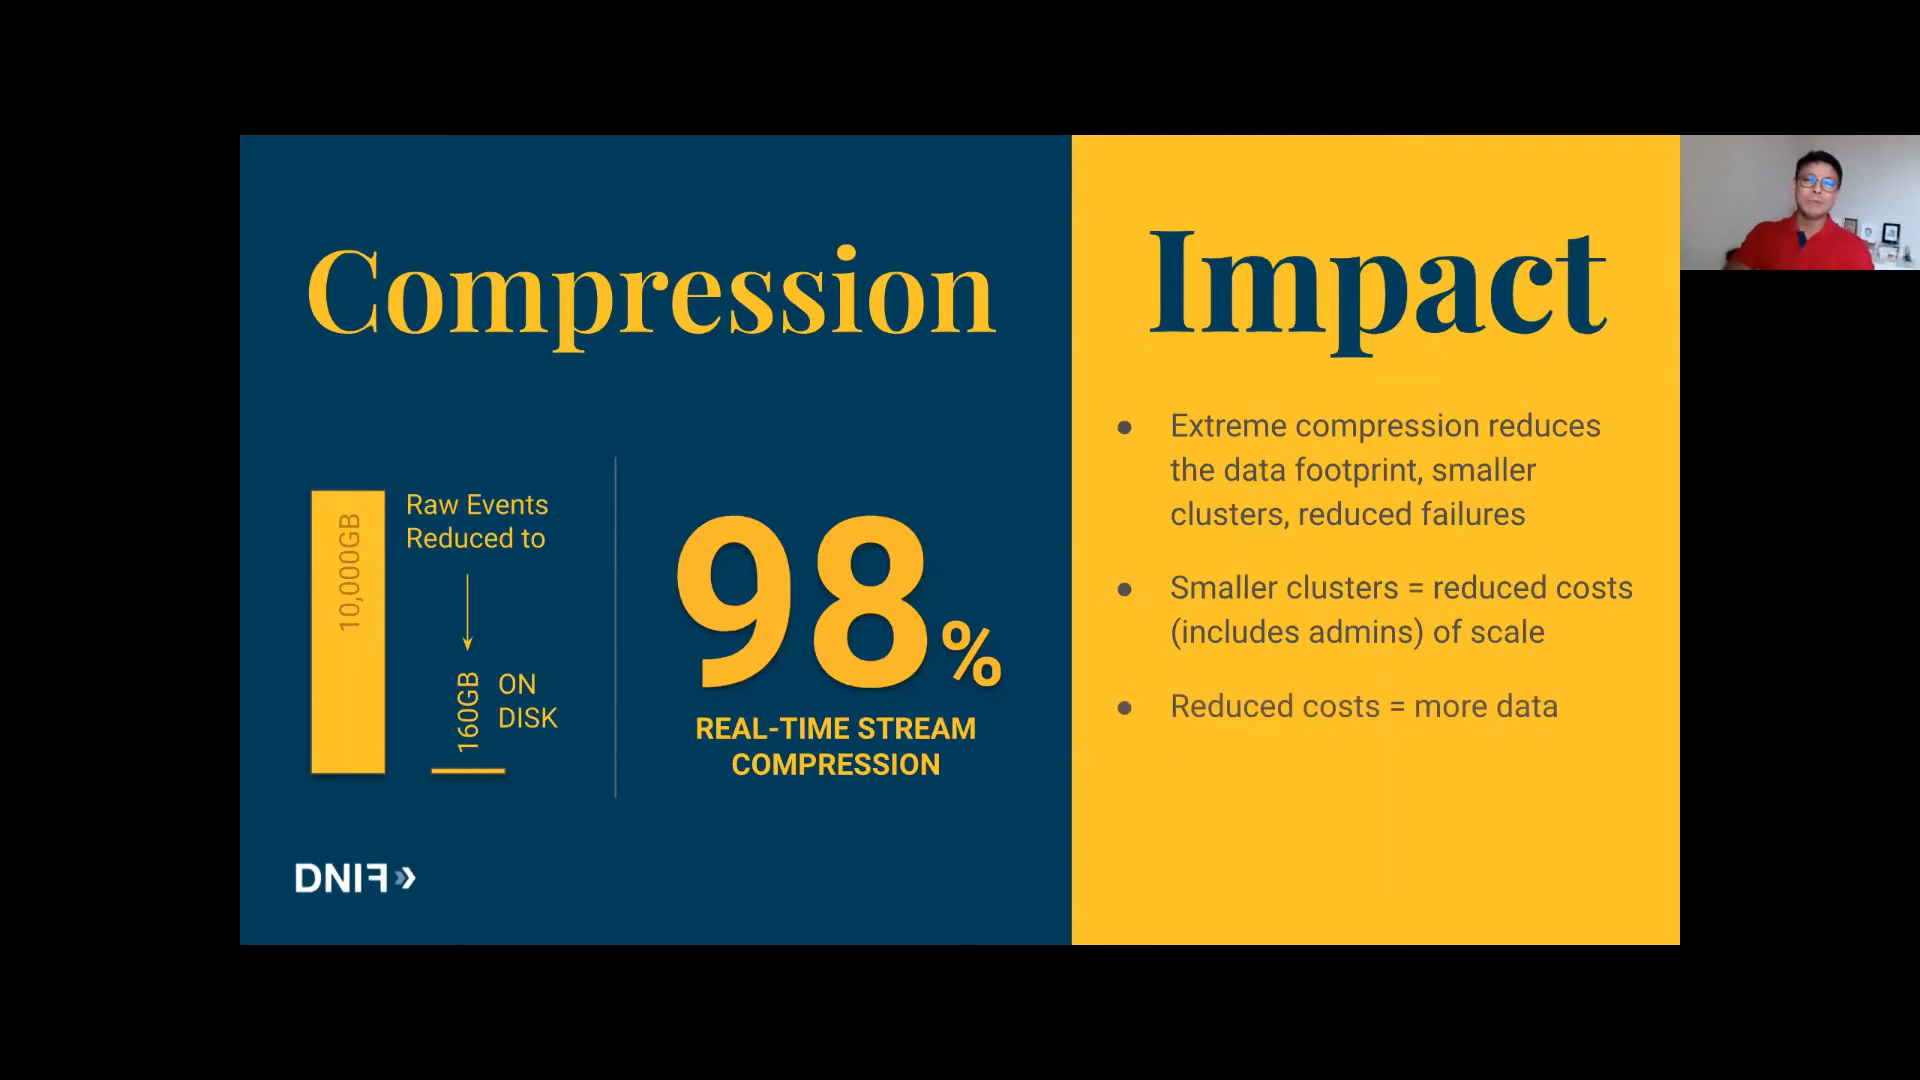 Compression
10,000GB
Raw Events
Reduced to
160GB
ON
DISK
98%
REAL-TIME STREAM
COMPRESSION
DNIF
Impact
● Extreme compression reduces
the data footprint, smaller
clusters, reduced failures
● Smaller clusters = reduced costs
(includes admins) of scale
● Reduced costs = more data